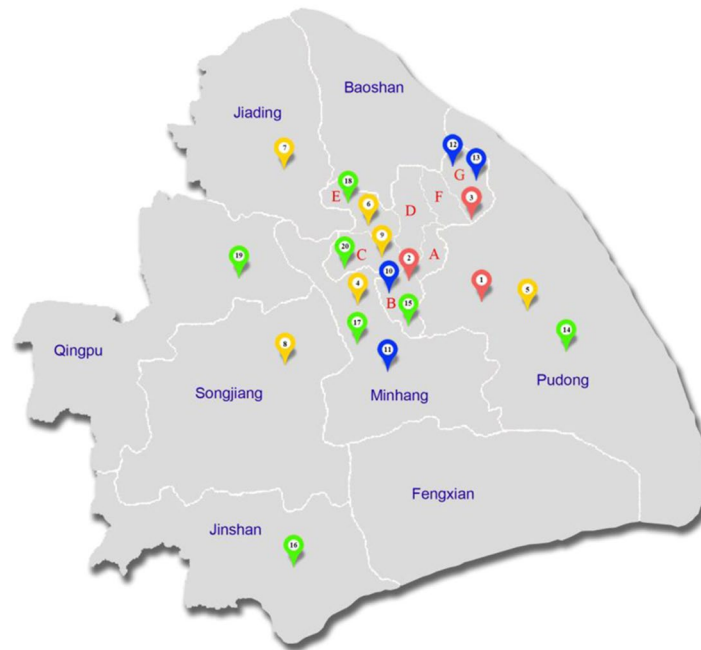 Baoshan
Jiading
12
13
7
G
18
E
F
3
6
D
9
20
C
A
19
2
10
4
1
5
B
15
17
14
Qingpu
8
11
Pudong
Songjiang
Minhang
Fengxian
Jinshan
16